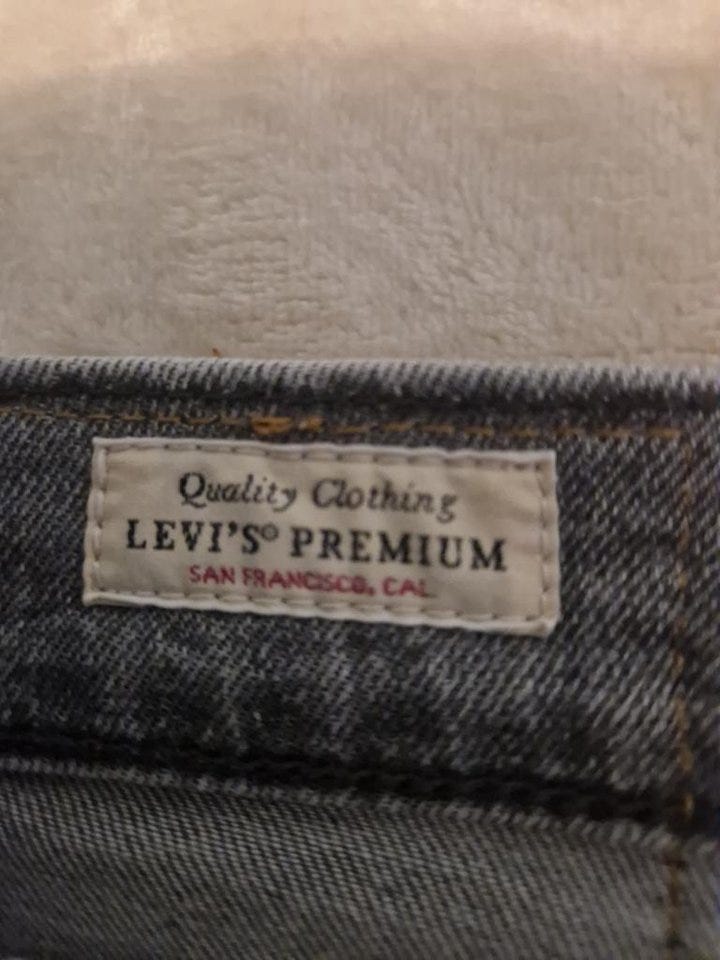 Quality Clothing
LEVI'S® PREMIUM
SAN FRANCISCO, CAL